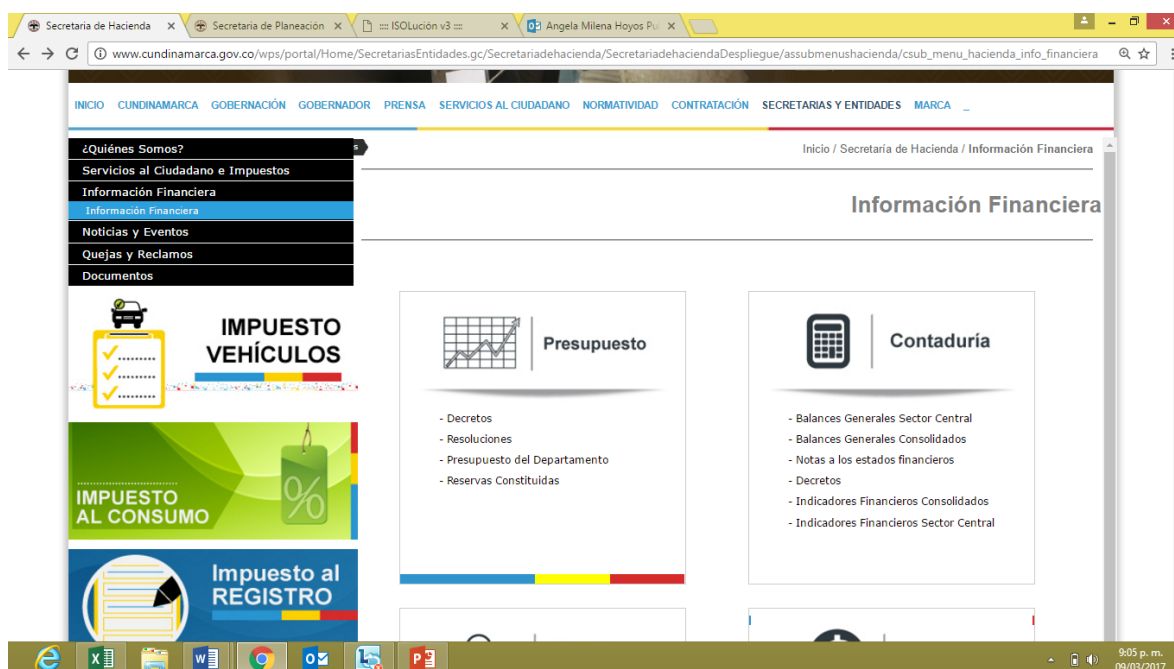 Secretaria de Hacienda
Secretaria de Planeación
:::: ISOLución v3 ::::
Angela Milena Hoyos Pu
www.cundinamarca.gov.co/wps/portal/Home/SecretariasEntidades.gc/Secretariadehacienda/SecretariadehaciendaDespliegue/assubmenushacienda/csub_menu_hacienda_info_financiera
INICIO CUNDINAMARCA GOBERNACIÓN GOBERNADOR PRENSA SERVICIOS AL CIUDADANO NORMATIVIDAD CONTRATACIÓN SECRETARIAS Y ENTIDADES MARCA _
¿Quiénes Somos?
s
Inicio / Secretaría de Hacienda / Información Financiera
Servicios al Ciudadano e Impuestos
Información Financiera
Información Financiera
Noticias y Eventos
Quejas y Reclamos
Documentos
Información Financiera
IMPUESTO
VEHÍCULOS
IMPUESTO
AL CONSUMO
%
Impuesto al
REGISTRO
Presupuesto
- Decretos
- Resoluciones
- Presupuesto del Departamento
- Reservas Constituidas
Contaduría
- Balances Generales Sector Central
- Balances Generales Consolidados
- Notas a los estados financieros
- Decretos
- Indicadores Financieros Consolidados
- Indicadores Financieros Sector Central
9:05 p. m.
09/03/2017